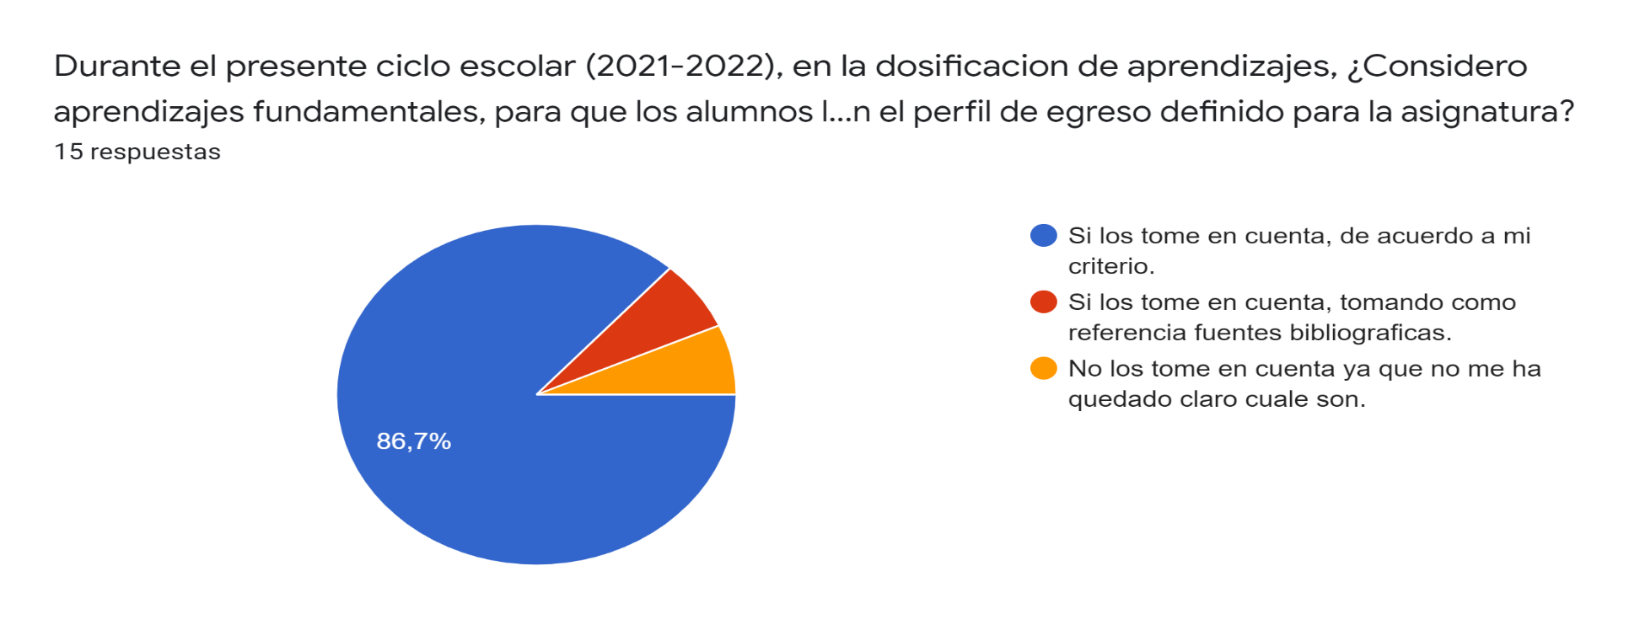 Durante el presente ciclo escolar (2021-2022), en la dosificacion de aprendizajes, ¿Considero
aprendizajes fundamentales, para que los alumnos l...n el perfil de egreso definido para la asignatura?
15 respuestas
Si los tome en cuenta, de acuerdo a mi
criterio.
Si los tome en cuenta, tomando como
referencia fuentes bibliograficas.
No los tome en cuenta ya que no me ha
quedado claro cuale son.
86,7%